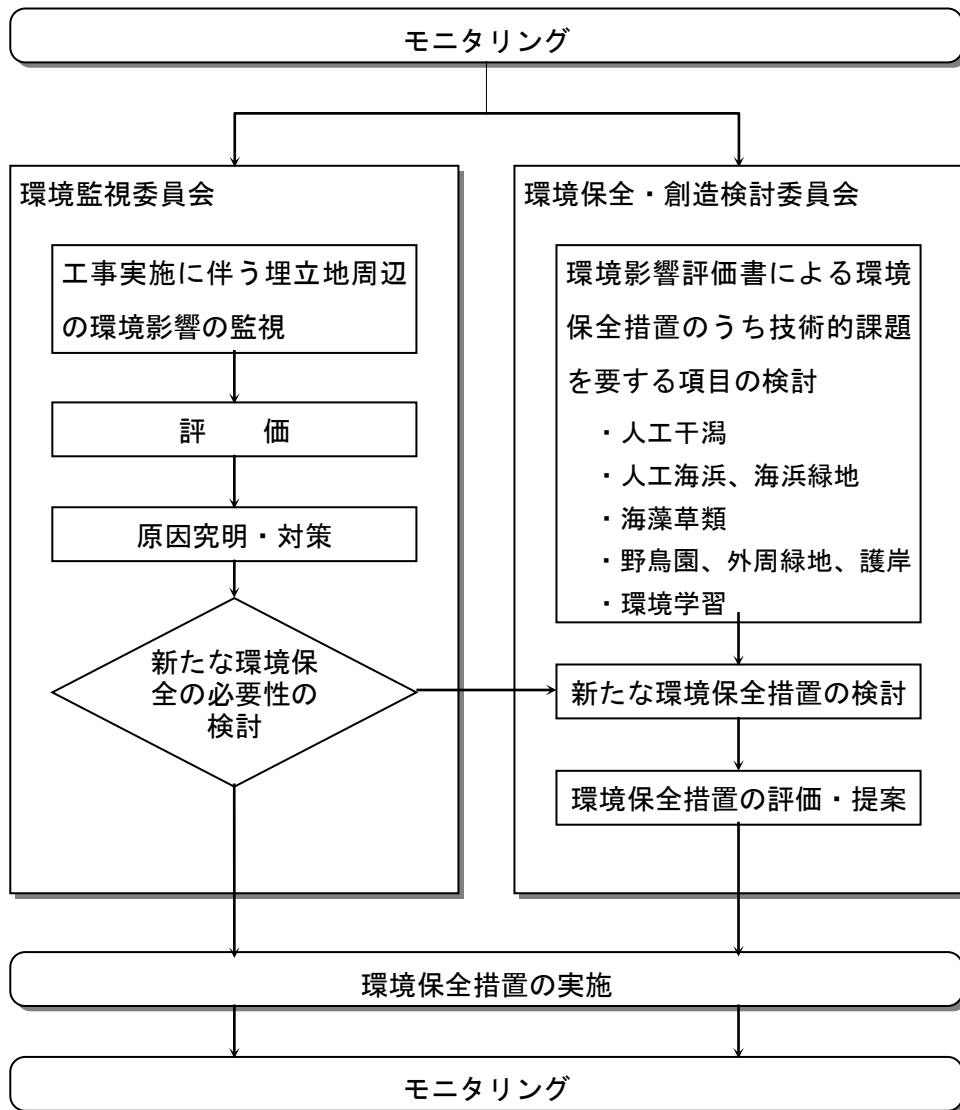 モニタリング
環境監視委員会
工事実施に伴う埋立地周辺
の環境影響の監視
評　価
原因究明・対策
新たな環境保
全の必要性の
検討
環境保全・創造検討委員会
環境影響評価書による環境
保全措置のうち技術的課題
を要する項目の検討
・人工干潟
・人工海浜、海浜緑地
・海藻草類
・野鳥園、外周緑地、護岸
・環境学習
新たな環境保全措置の検討
環境保全措置の評価・提案
環境保全措置の実施
モニタリング